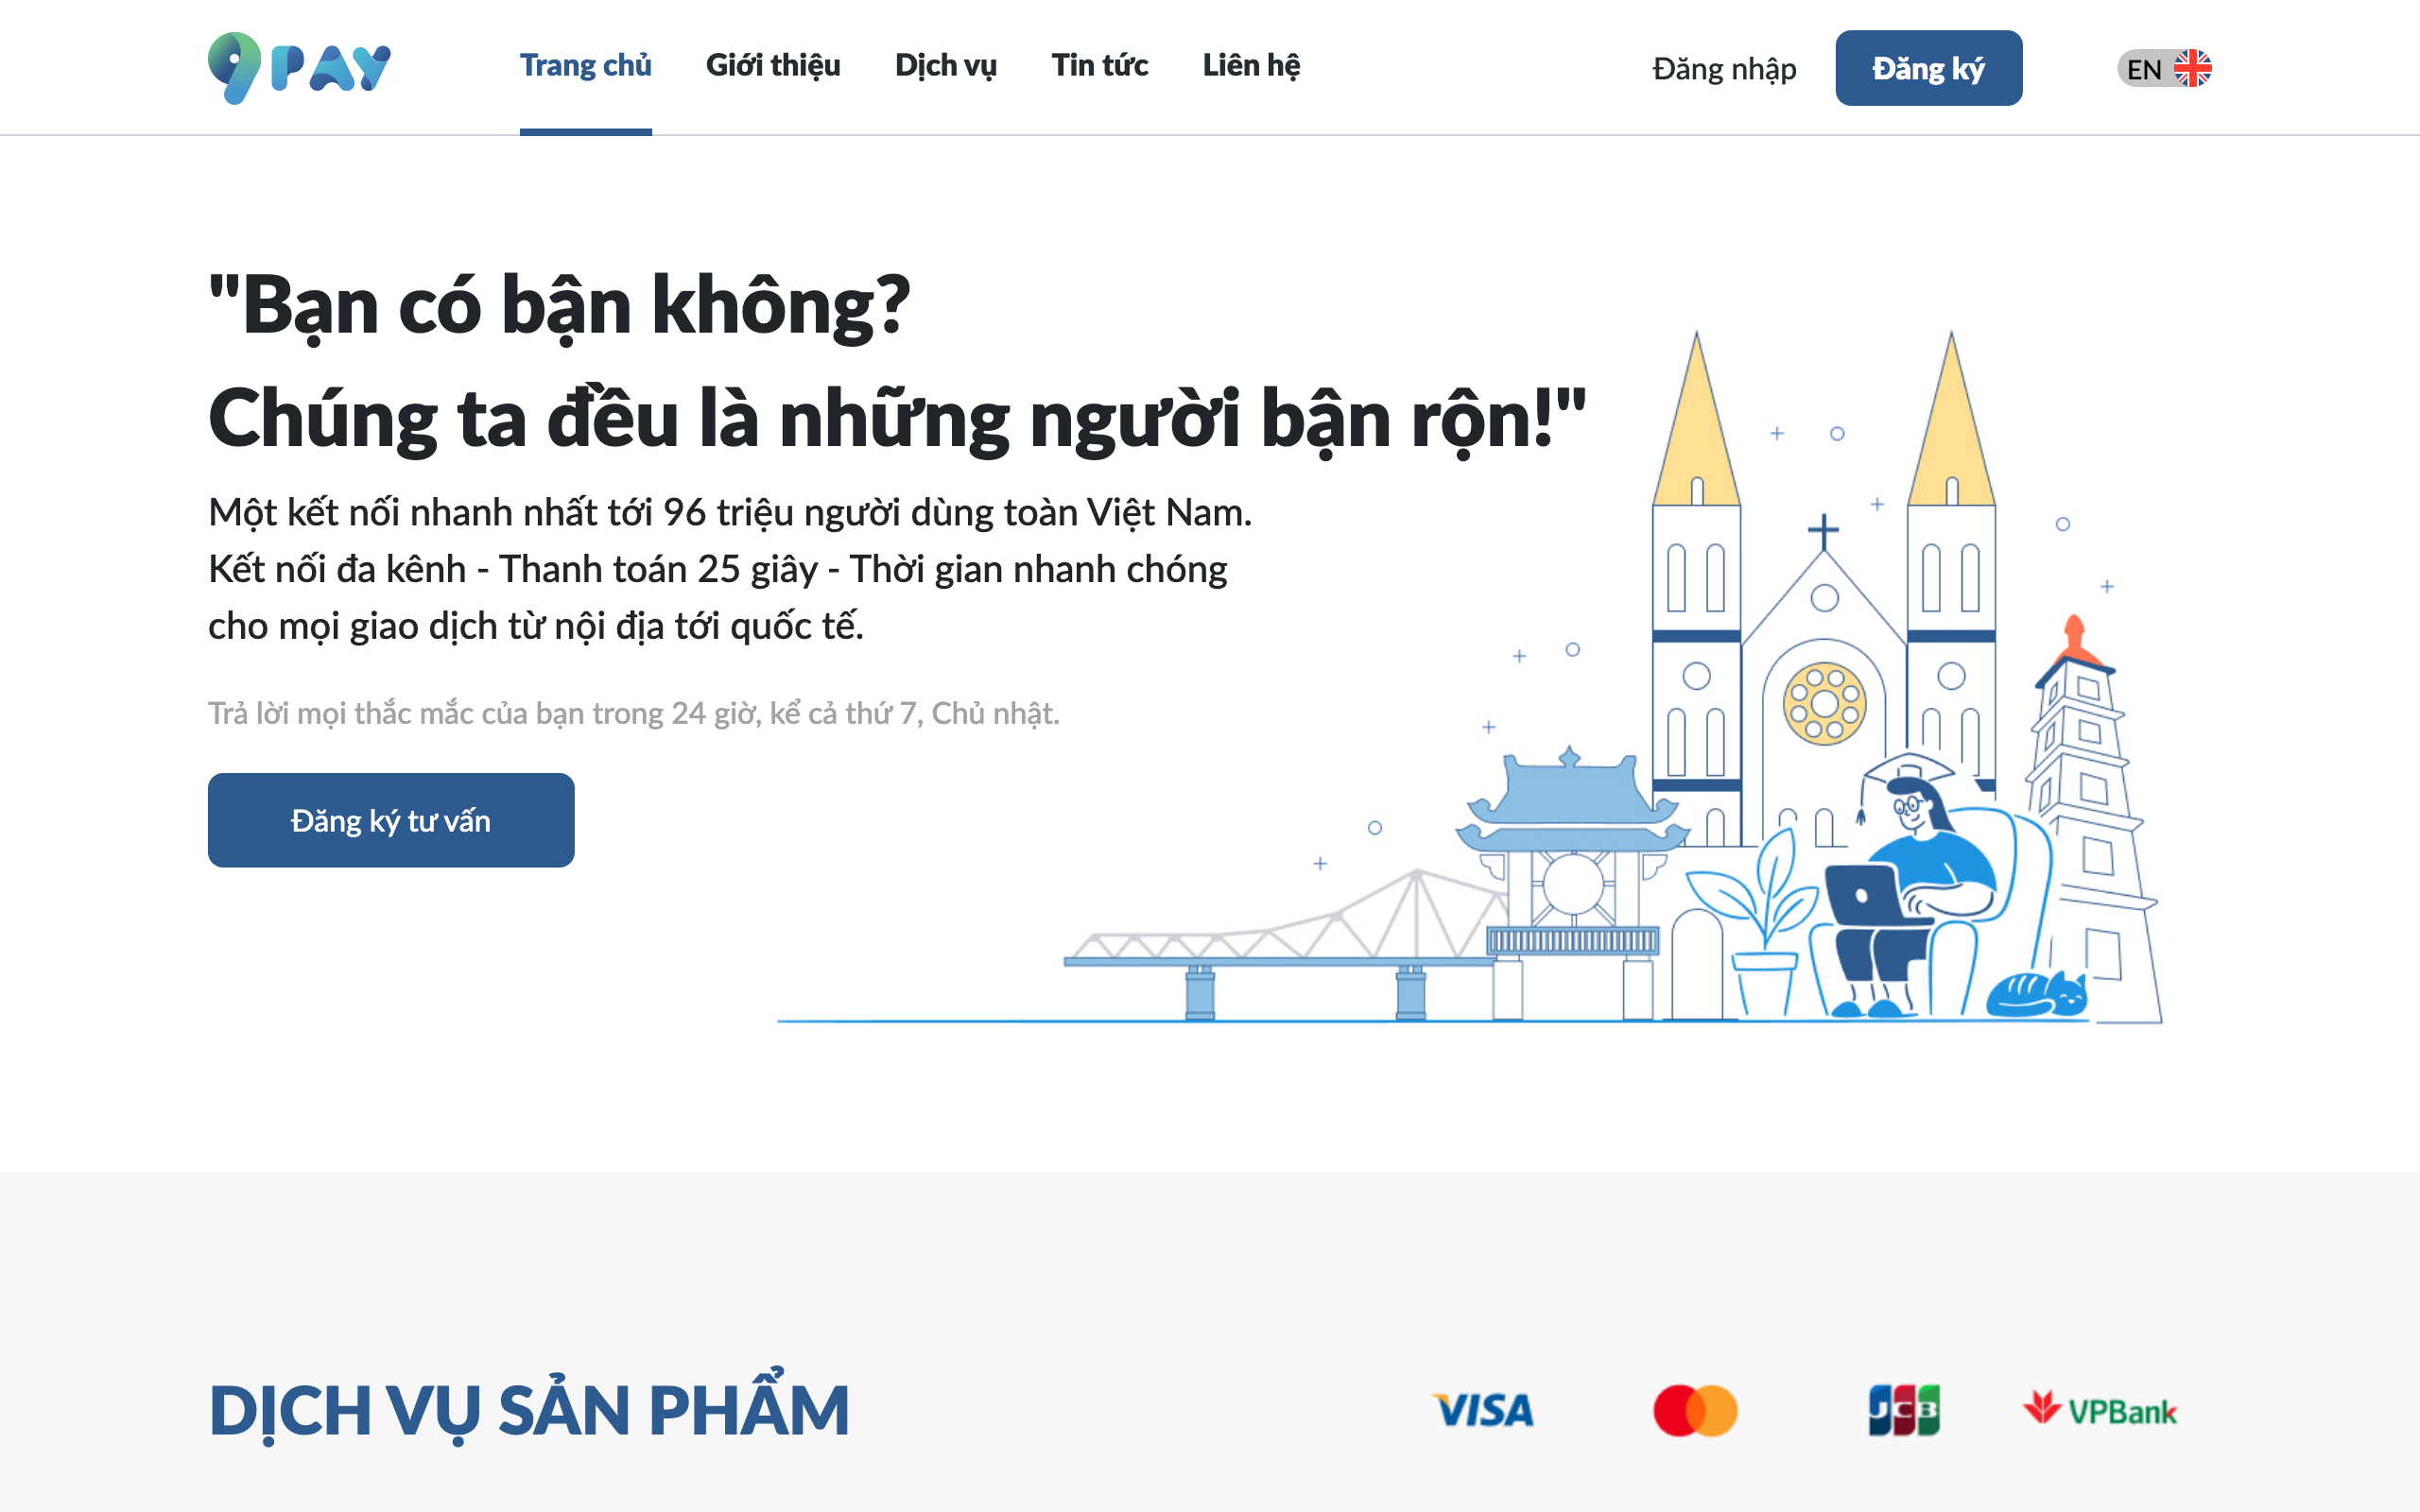 9PAY
Trang chủ
Giới thiệu
Dịch vụ
Tin tức
Liên hệ
Đăng nhập
Đăng ký
EN
"Bạn có bận không?
Chúng ta đều là những người bận rộn!"
Một kết nối nhanh nhất tới 96 triệu người dùng toàn Việt Nam.
Kết nối đa kênh - Thanh toán 25 giây - Thời gian nhanh chóng
cho mọi giao dịch từ nội địa tới quốc tế.
Trả lời mọi thắc mắc của bạn trong 24 giờ, kể cả thứ 7, Chủ nhật.
Đăng ký tư vấn
DỊCH VỤ SẢN PHẨM
VISA
JCB
VPBank